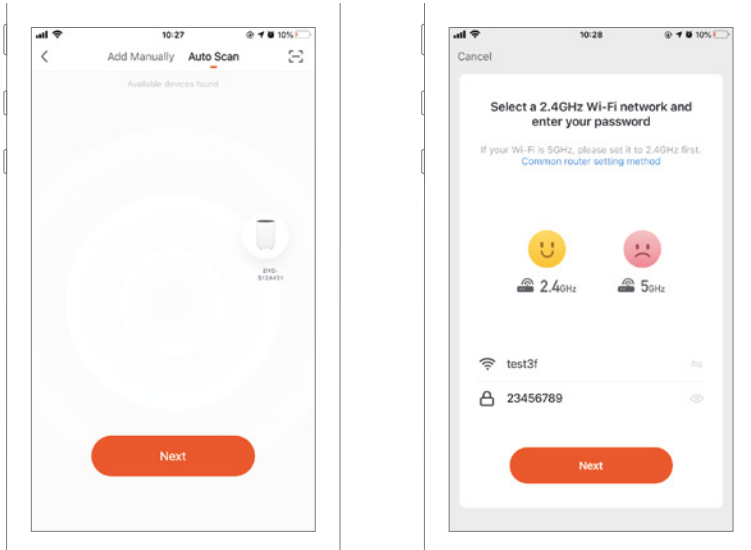 10:27
10%
Add Manually Auto Scan
Available devices found
DYD-
Next
10:28
10%
Cancel
Select a 2.4GHz Wi-Fi network and
enter your password
If your Wi-Fi is 5GHz, please set it to 2.4GHz first.
Common router setting method
2.4GHz 5GHz
test3f
23456789
Next